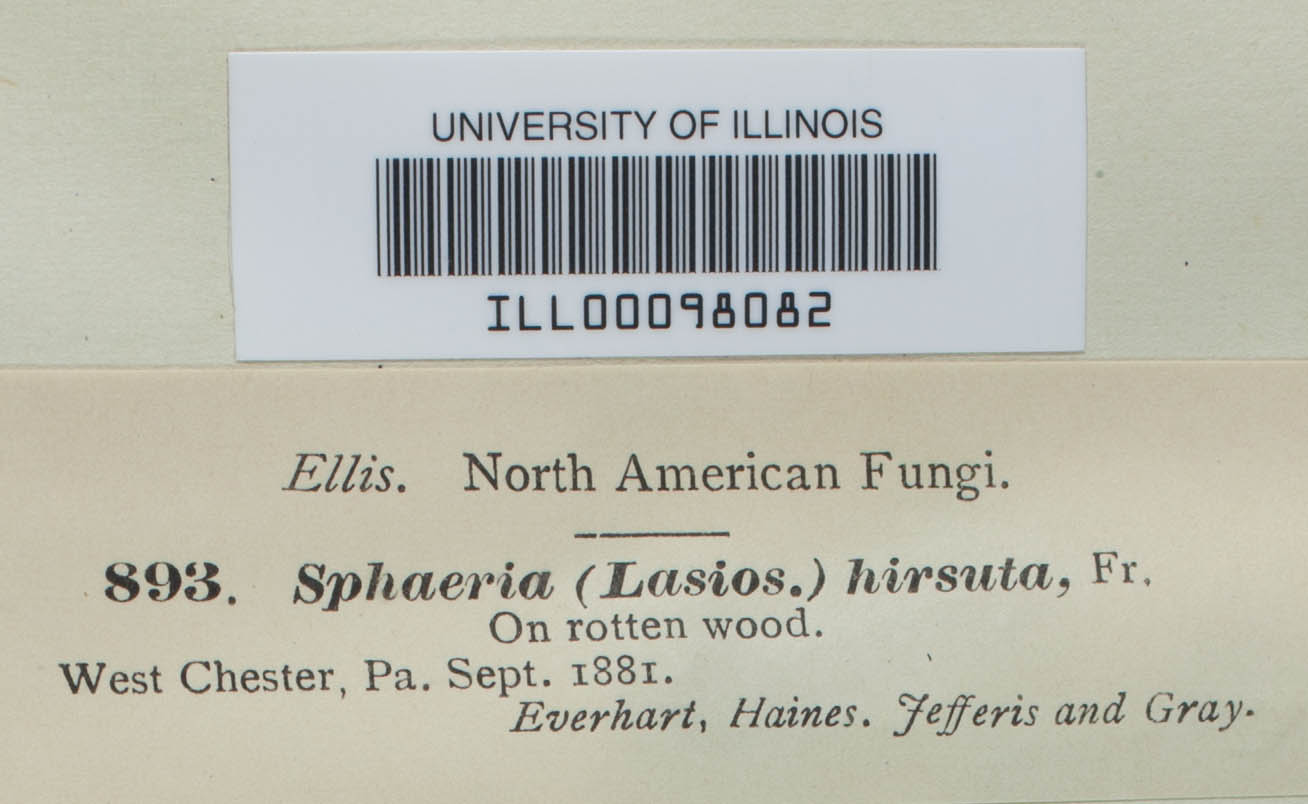 UNIVERSITY OF ILLINOIS
ILL00098082
Ellis. North American Fungi.
893. Sphaeria (Lasios.) hirsuta, Fr.
On rotten wood.
West Chester, Pa. Sept. 1881.
Everhart, Haines. Jefferis and Gray.